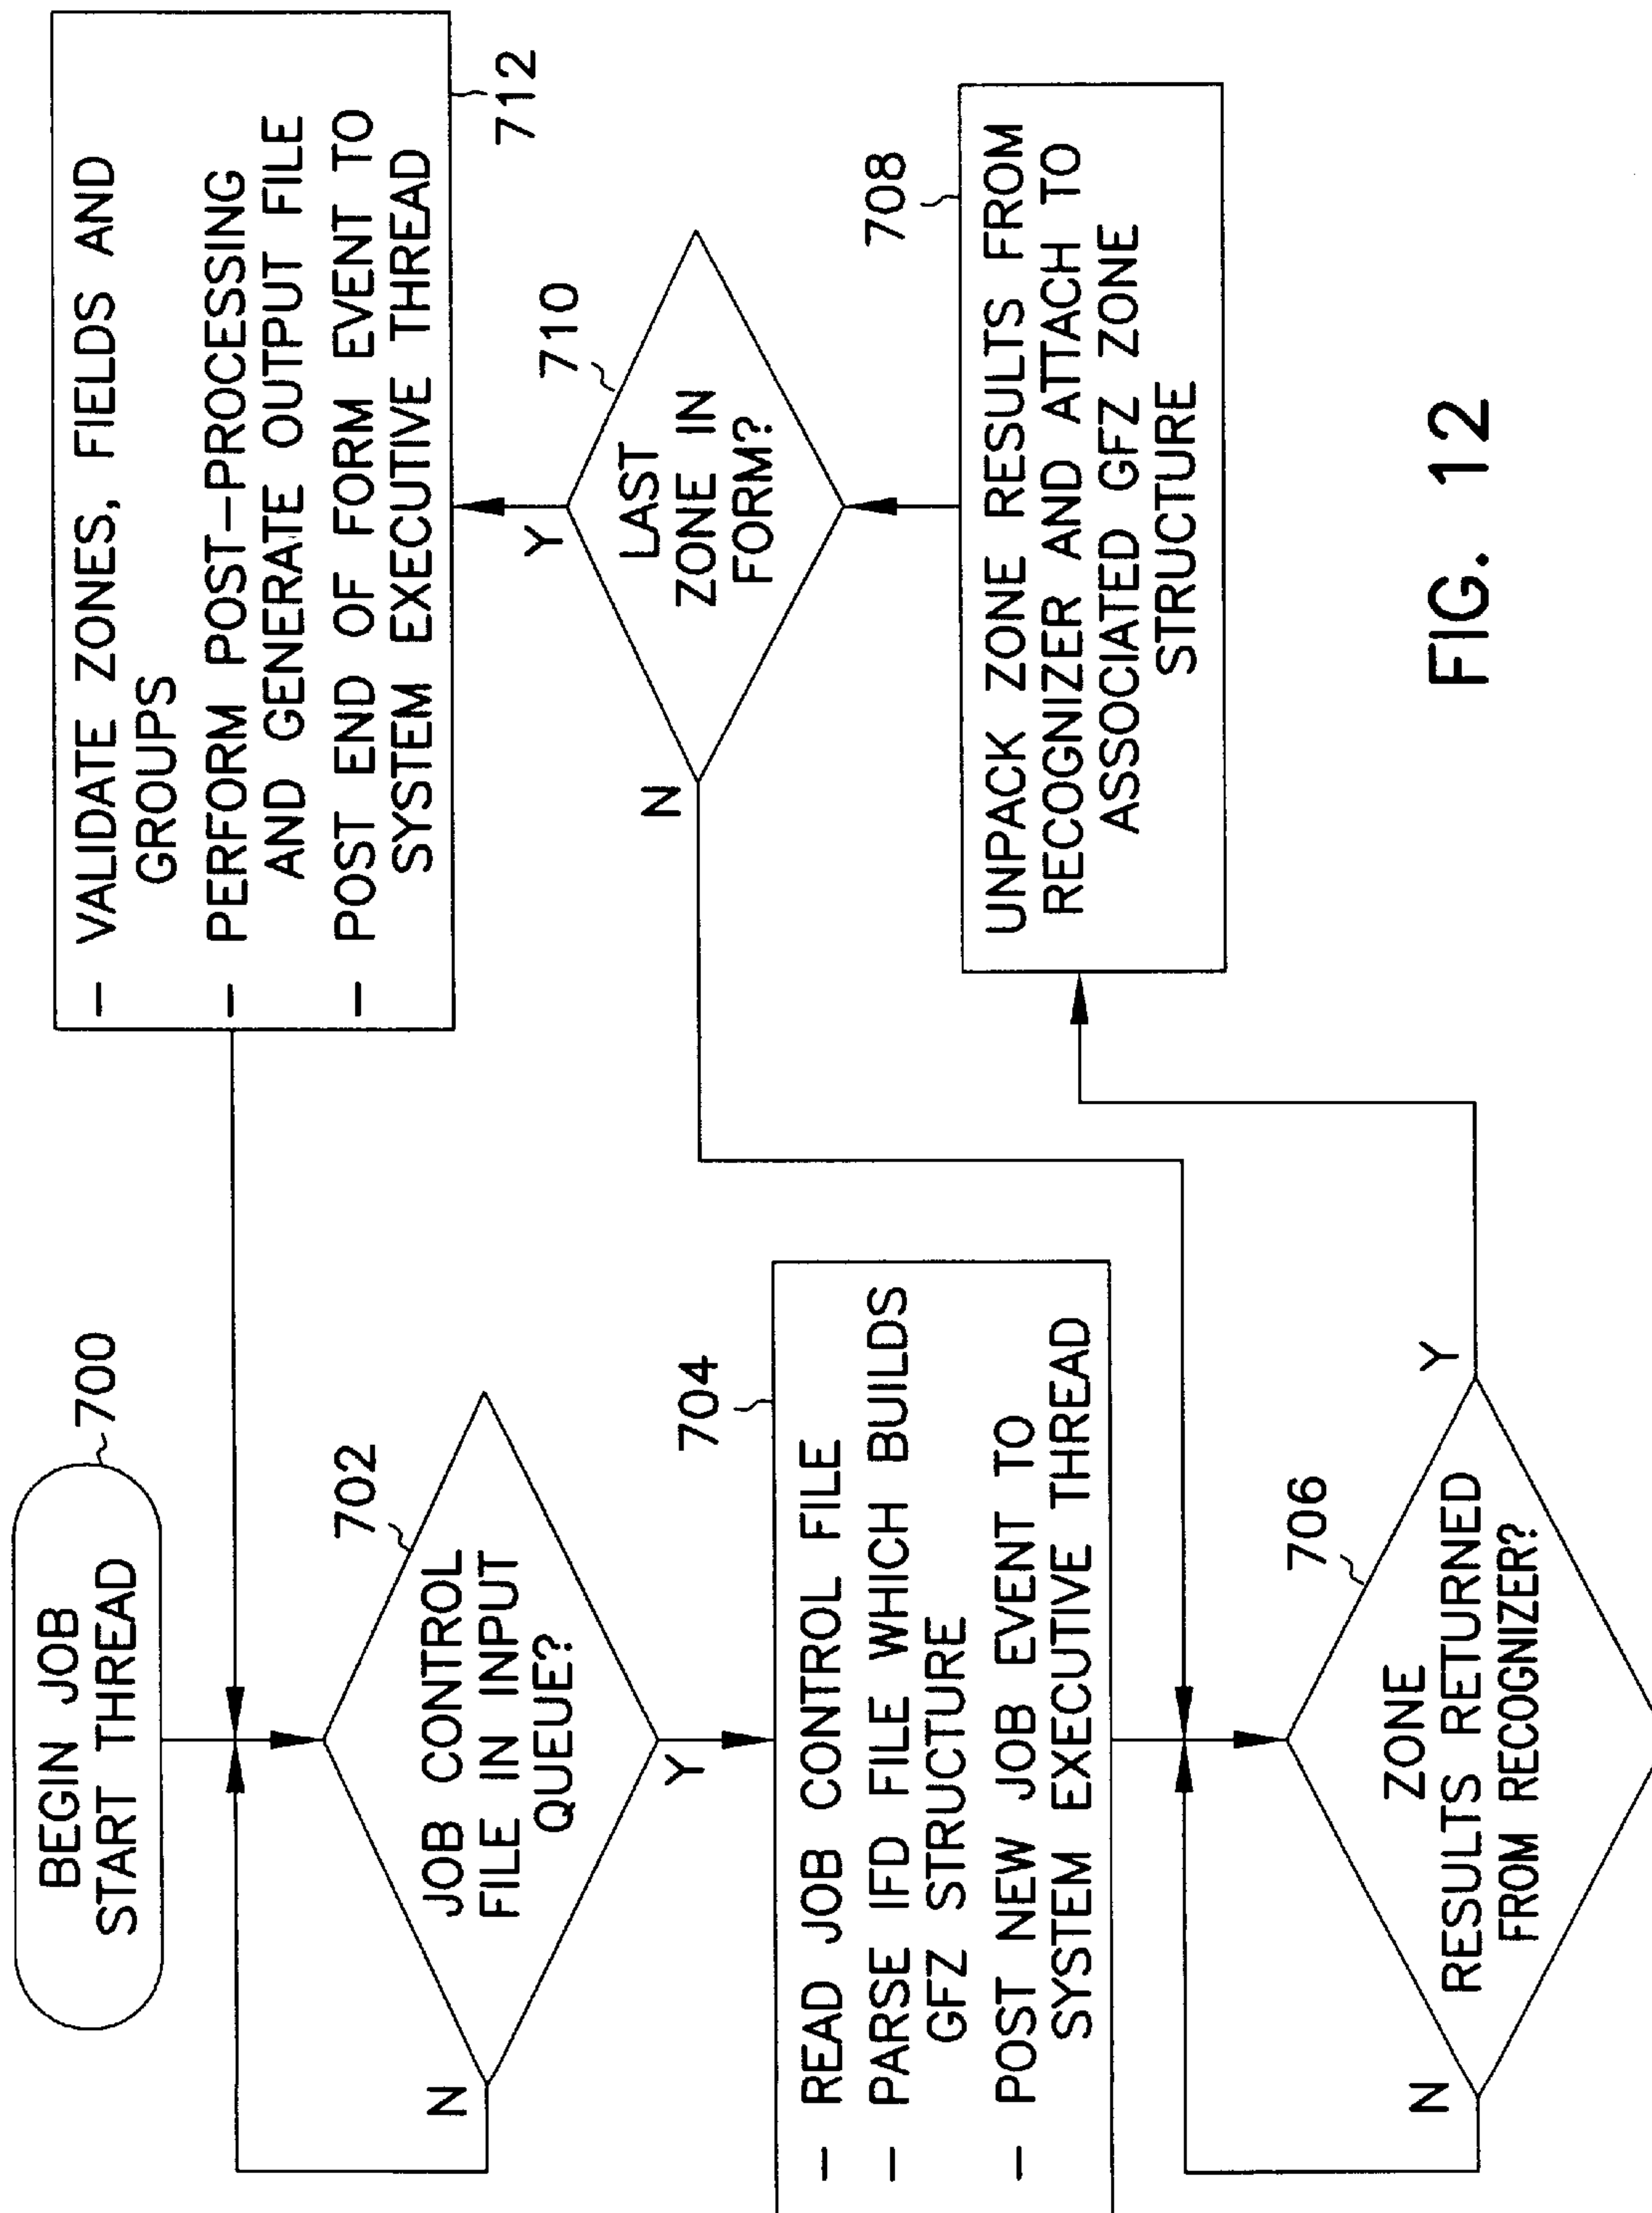 BEGIN JOB
START THREAD
700
JOB CONTROL
FILE IN INPUT
QUEUE?
702
N
Y
- READ JOB CONTROL FILE
- PARSE IFD FILE WHICH BUILDS
GFZ STRUCTURE
- POST NEW JOB EVENT TO
SYSTEM EXECUTIVE THREAD
704
ZONE
RESULTS RETURNED
FROM RECOGNIZER?
706
N
Y
UNPACK ZONE RESULTS FROM
RECOGNIZER AND ATTACH TO
ASSOCIATED GFZ ZONE
STRUCTURE
708
LAST
ZONE IN
FORM?
710
N
Y
- VALIDATE ZONES, FIELDS AND
GROUPS
- PERFORM POST-PROCESSING
AND GENERATE OUTPUT FILE
- POST END OF FORM EVENT TO
SYSTEM EXECUTIVE THREAD
712
FIG. 12